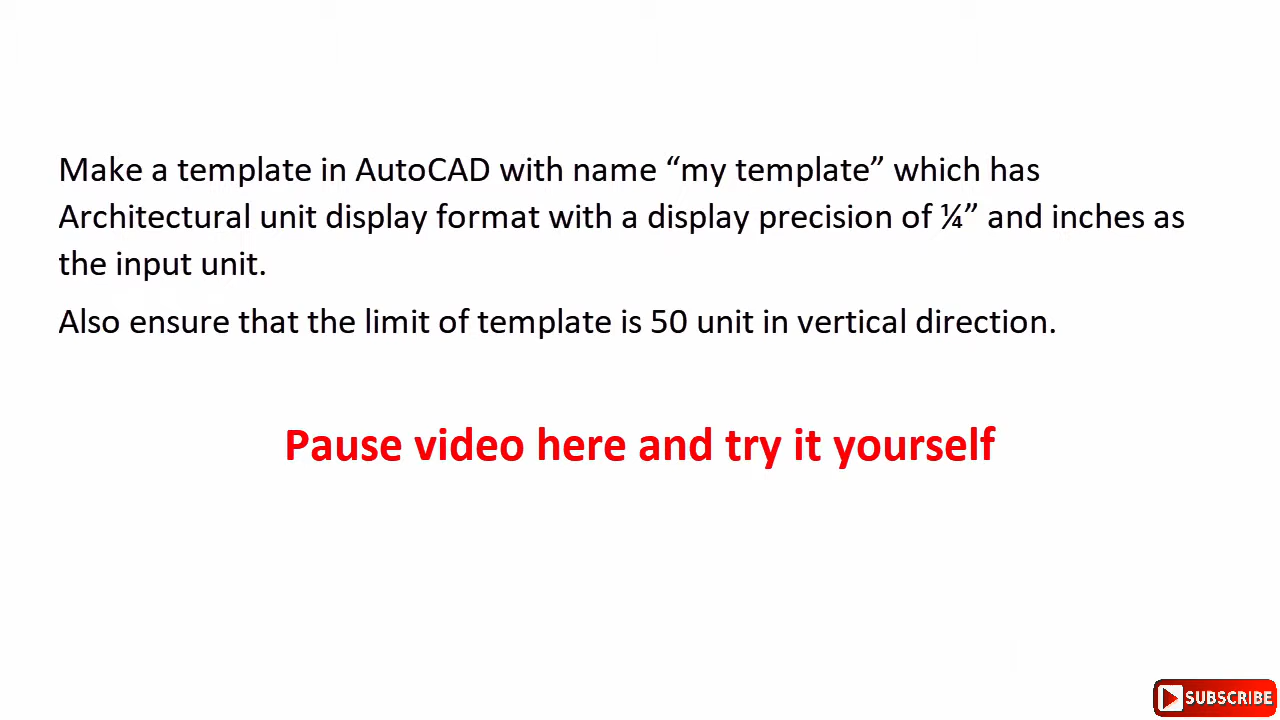 Make a template in AutoCAD with name “my template” which has
Architectural unit display format with a display precision of ¼” and inches as
the input unit.
Also ensure that the limit of template is 50 unit in vertical direction.
Pause video here and try it yourself
SUBSCRIBE